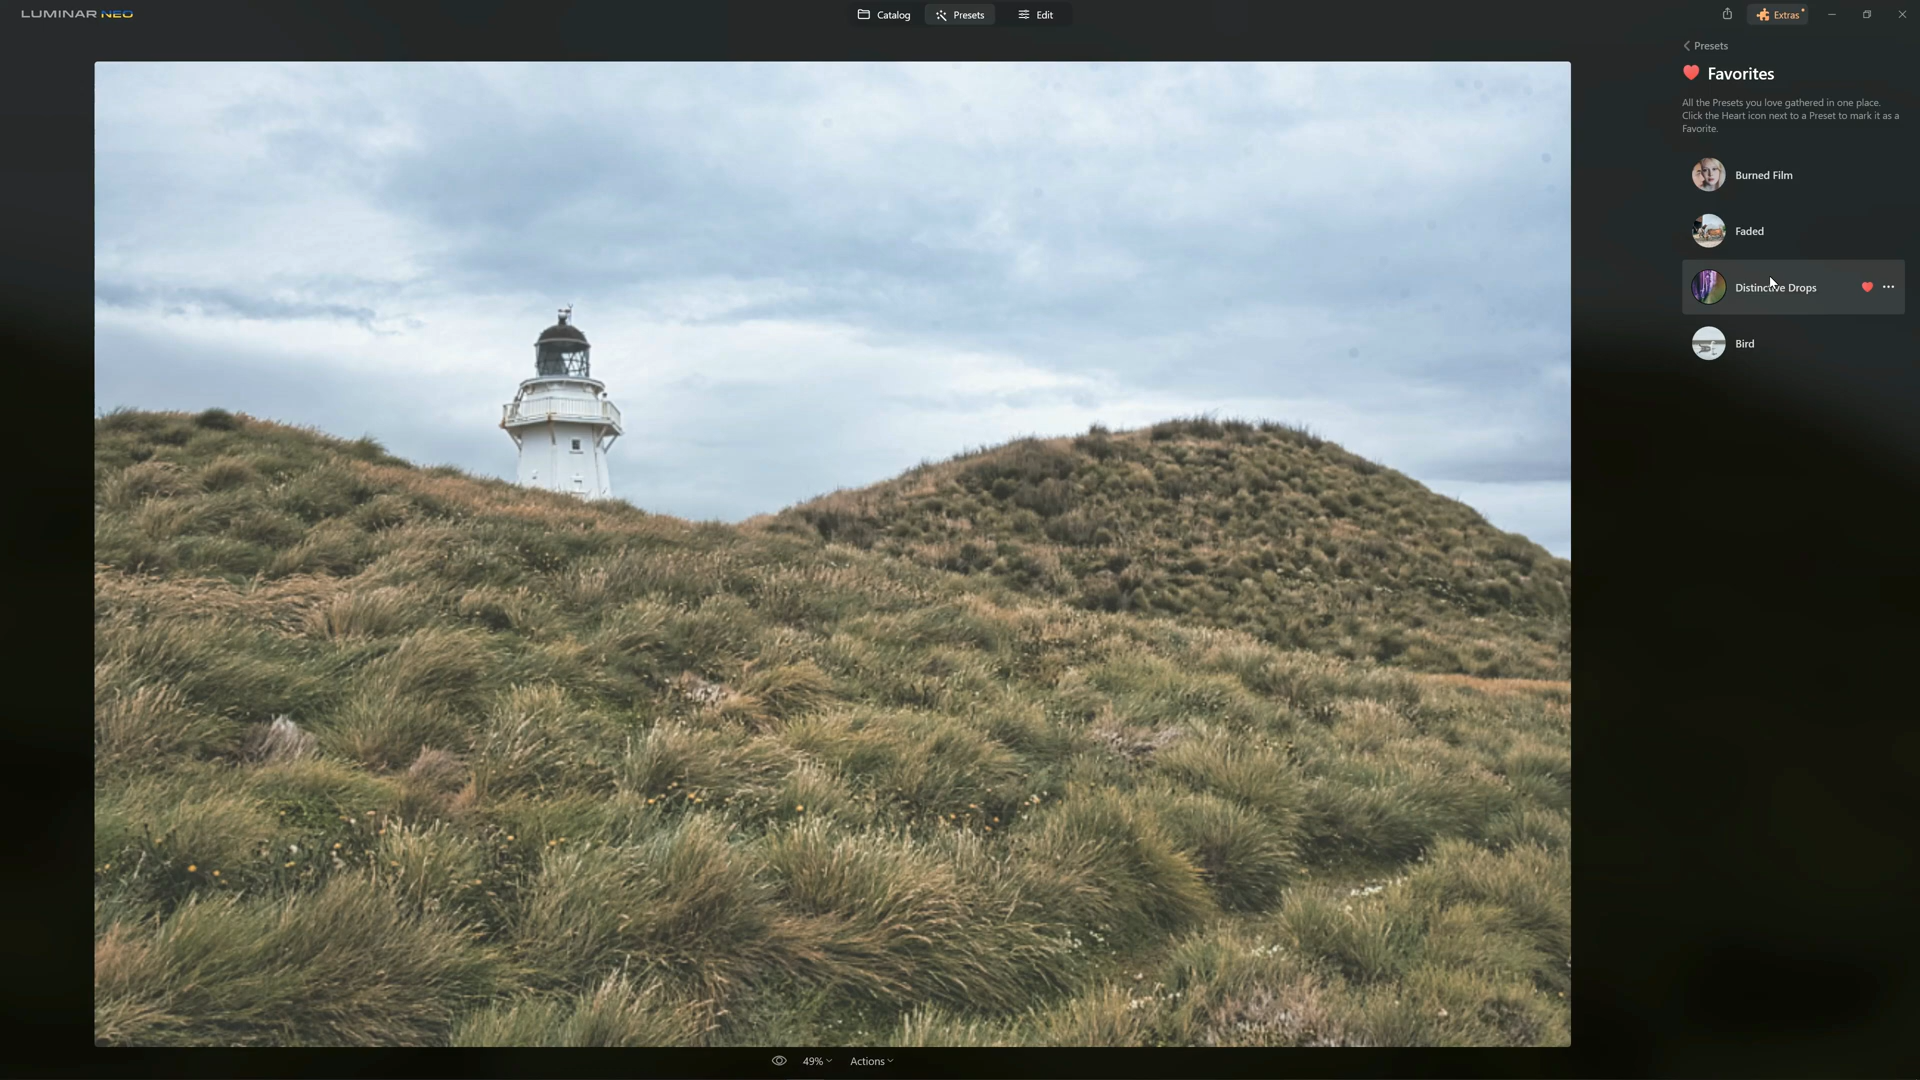 LUMINAR NEO
Catalog
Presets
Edit
Extras
Presets
Favorites
All the Presets you love gathered in one place.
Click the Heart icon next to a Preset to mark it as a
Favorite.
Burned Film
Faded
Distinctive Drops
Bird
49%
Actions